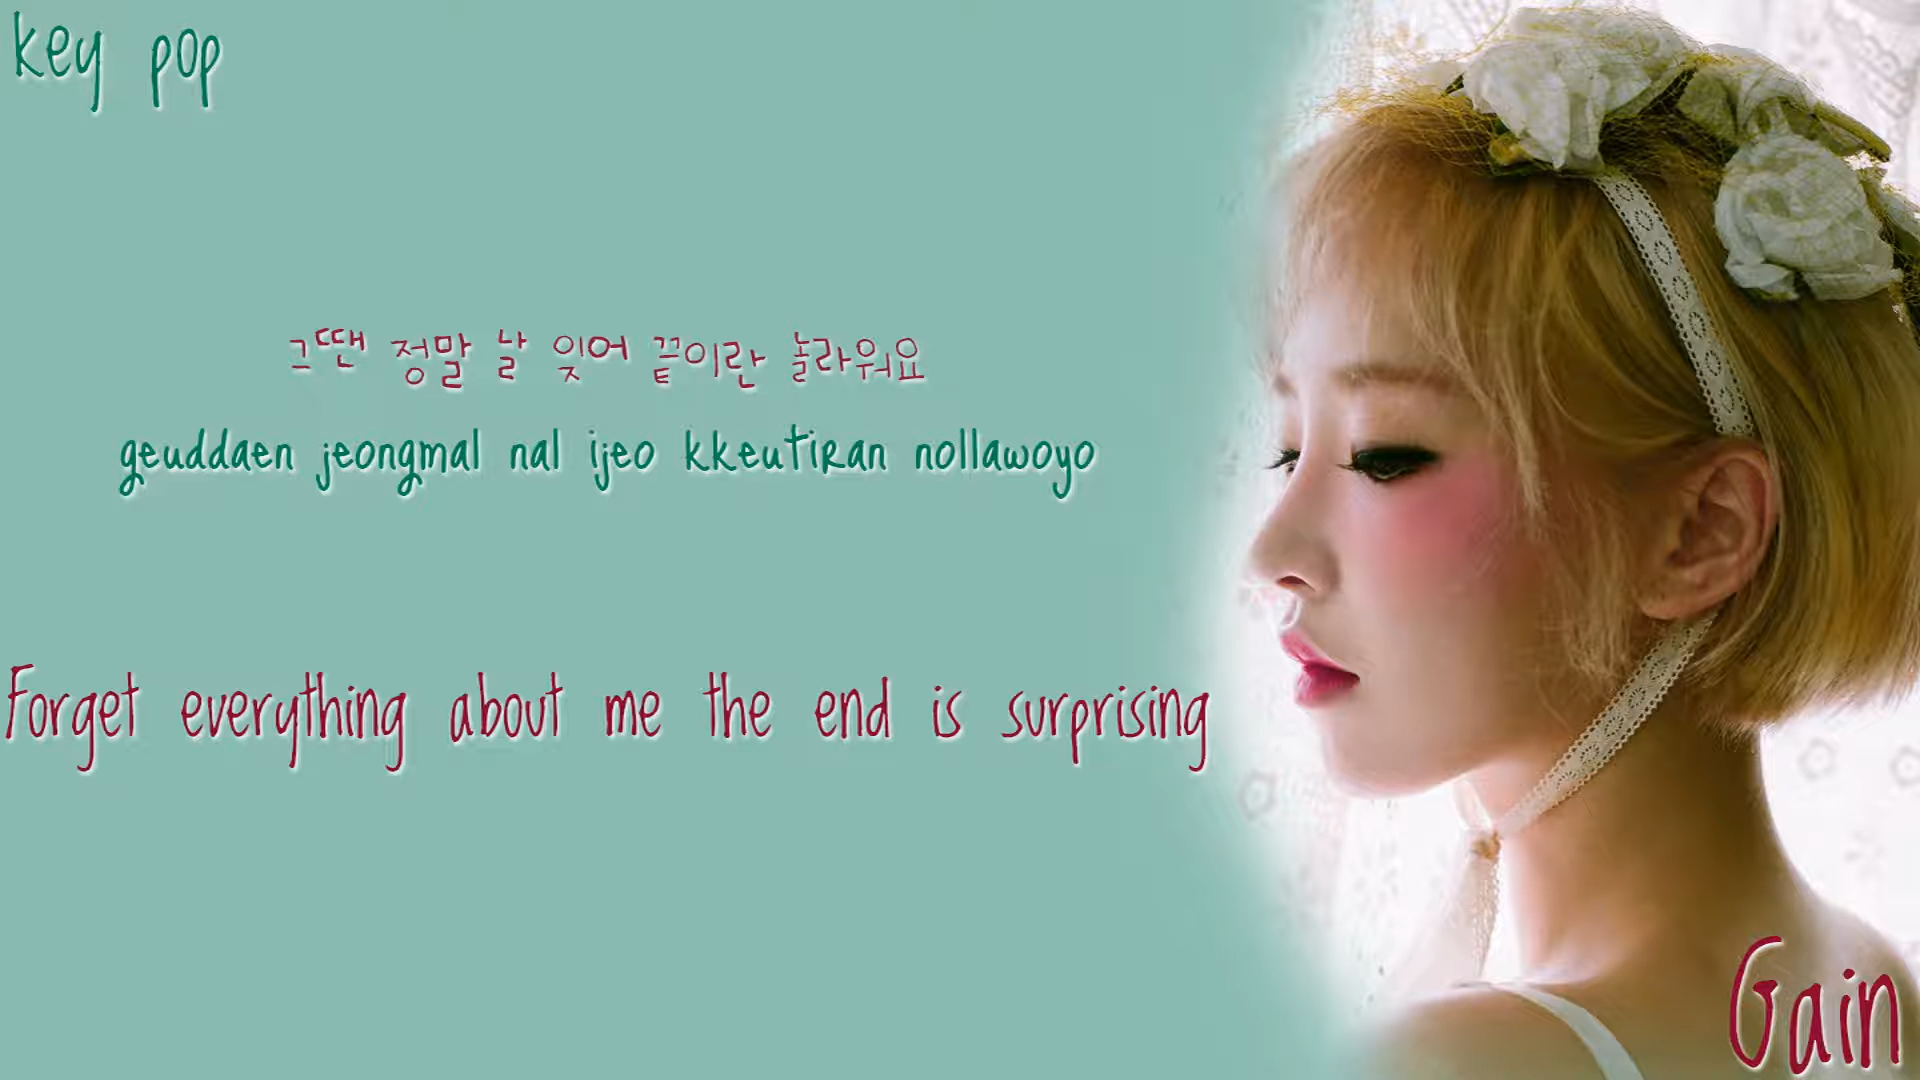 key pop
그땐 정말 날 잊어 끝이란 놀라워요
geuddaen jeongmal nal ijeo kkeutiran nollawoyo
Forget everything about me the end is surprising
Gain